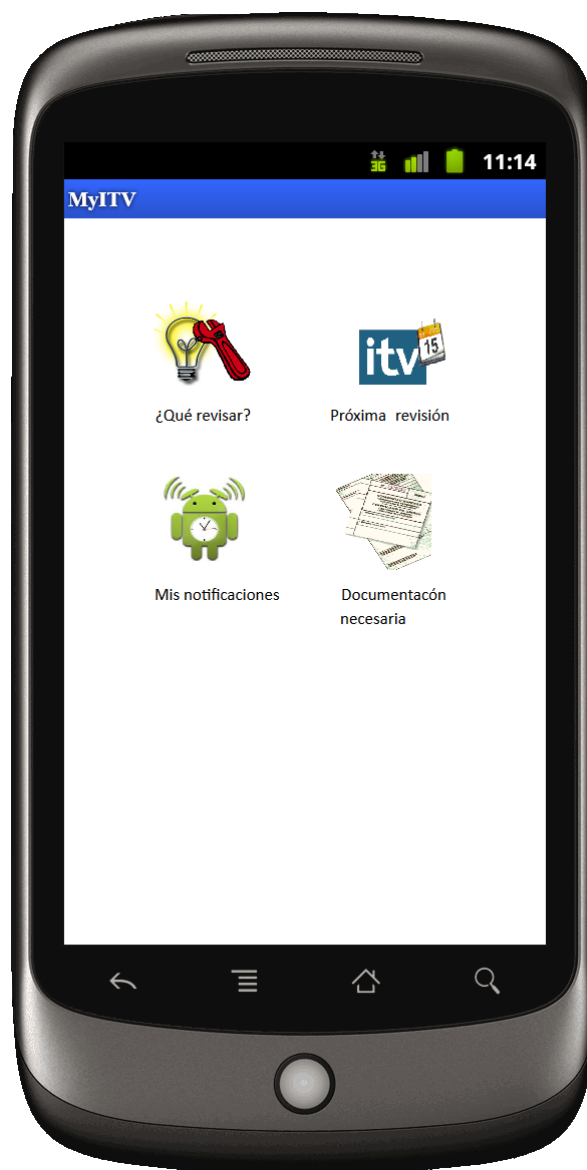 3G 11:14
MyITV
itv 15
¿Qué revisar? Próxima revisión
Mis notificaciones Documentacón
necesaria